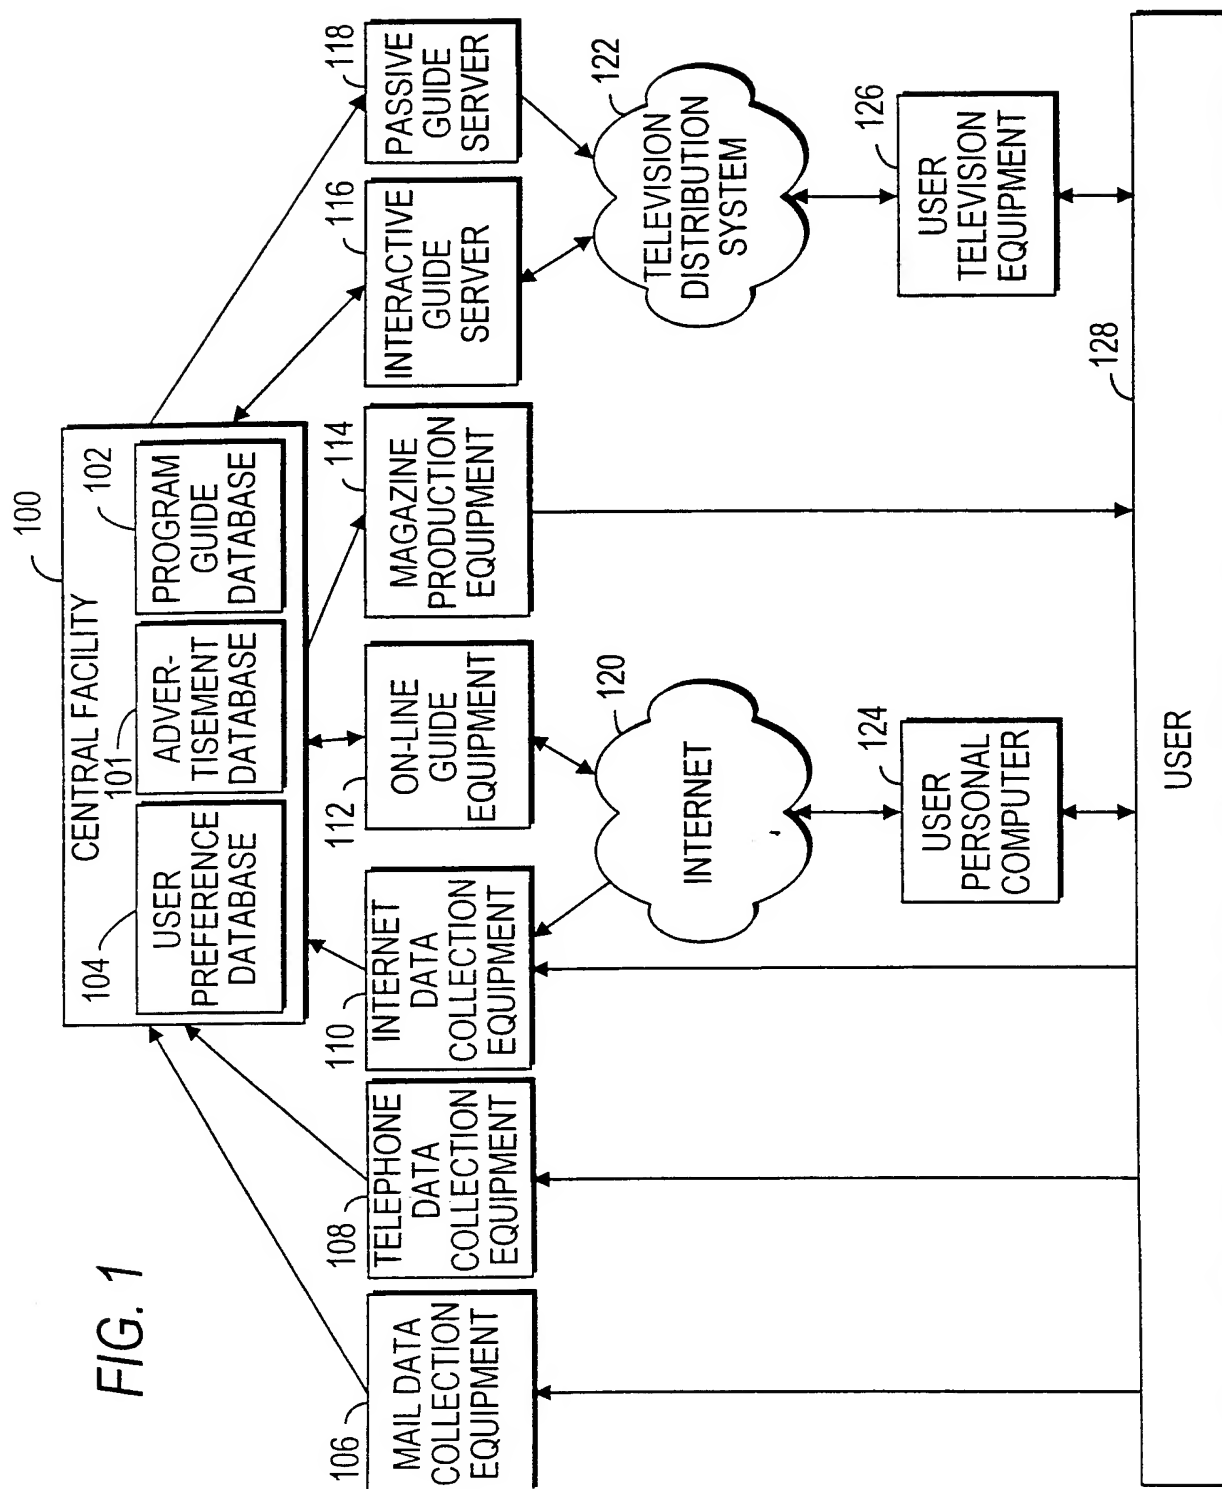 FIG. 1
100
CENTRAL FACILITY
104
USER
PREFERENCE
DATABASE
101
ADVER-
TISEMENT
DATABASE
102
PROGRAM
GUIDE
DATABASE
106
MAIL DATA
COLLECTION
EQUIPMENT
108
TELEPHONE
DATA
COLLECTION
EQUIPMENT
110
INTERNET
DATA
COLLECTION
EQUIPMENT
112
ON-LINE
GUIDE
EQUIPMENT
114
MAGAZINE
PRODUCTION
EQUIPMENT
116
INTERACTIVE
GUIDE
SERVER
118
PASSIVE
GUIDE
SERVER
120
INTERNET
122
TELEVISION
DISTRIBUTION
SYSTEM
124
USER
PERSONAL
COMPUTER
126
USER
TELEVISION
EQUIPMENT
128
USER